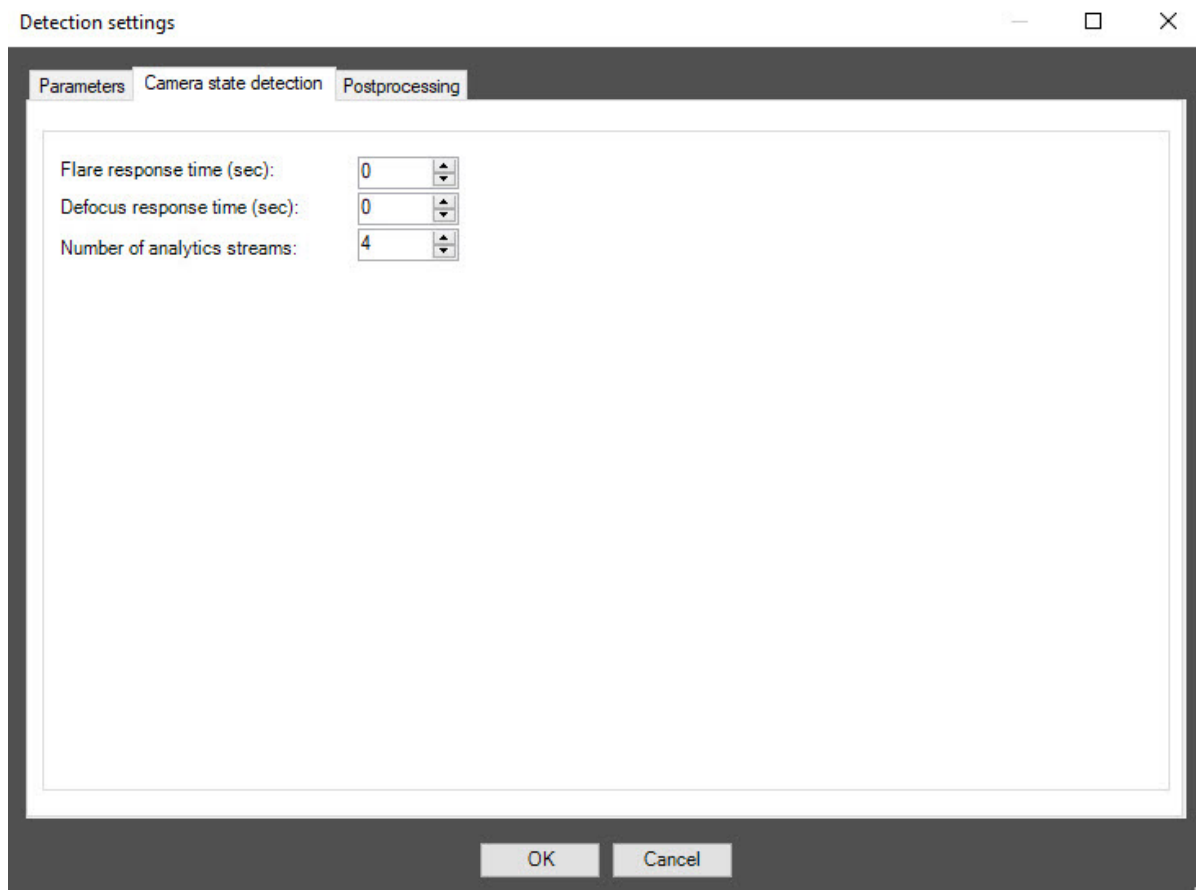 Detection settings
Parameters Camera state detection Postprocessing
Flare response time (sec): 0
Defocus response time (sec): 0
Number of analytics streams: 4
OK Cancel